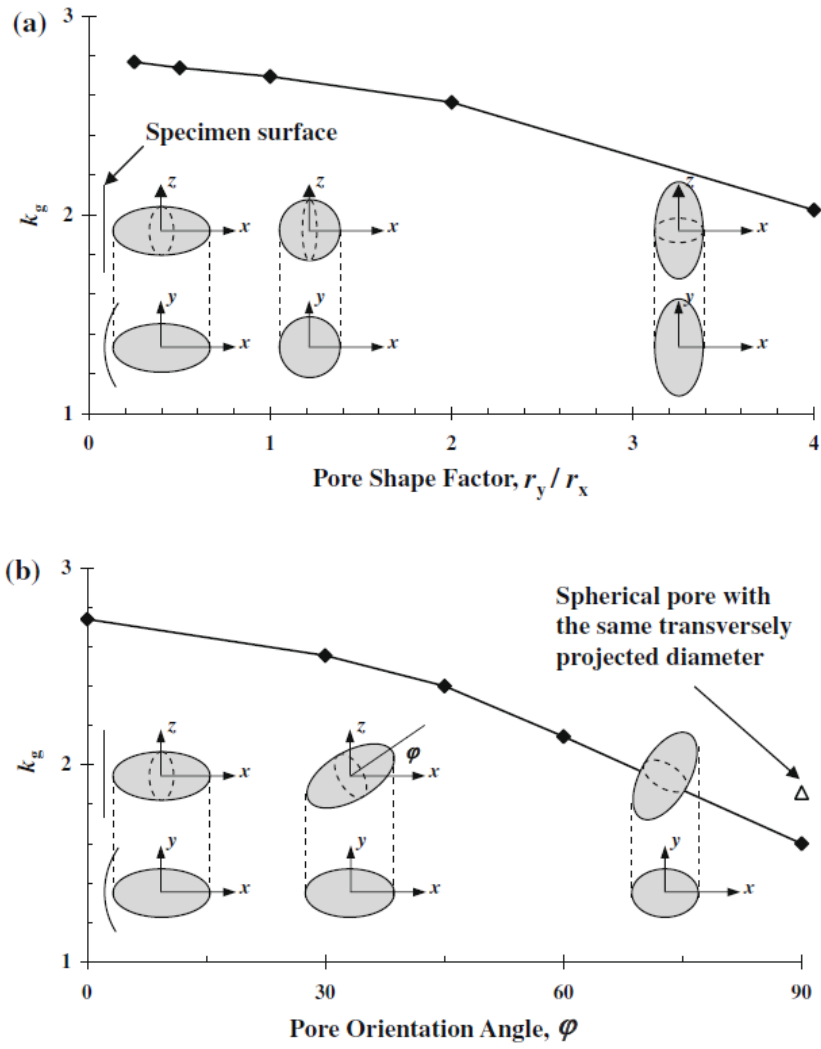 (a)
3
Specimen surface
z
z
z
k_g
2
x
x
x
y
y
y
x
x
x
1
0
1
2
3
4
Pore Shape Factor, r_y / r_x
(b)
3
Spherical pore with
the same transversely
projected diameter
z
z
φ
k_g
2
x
x
y
y
y
x
x
x
1
0
30
60
90
Pore Orientation Angle, φ